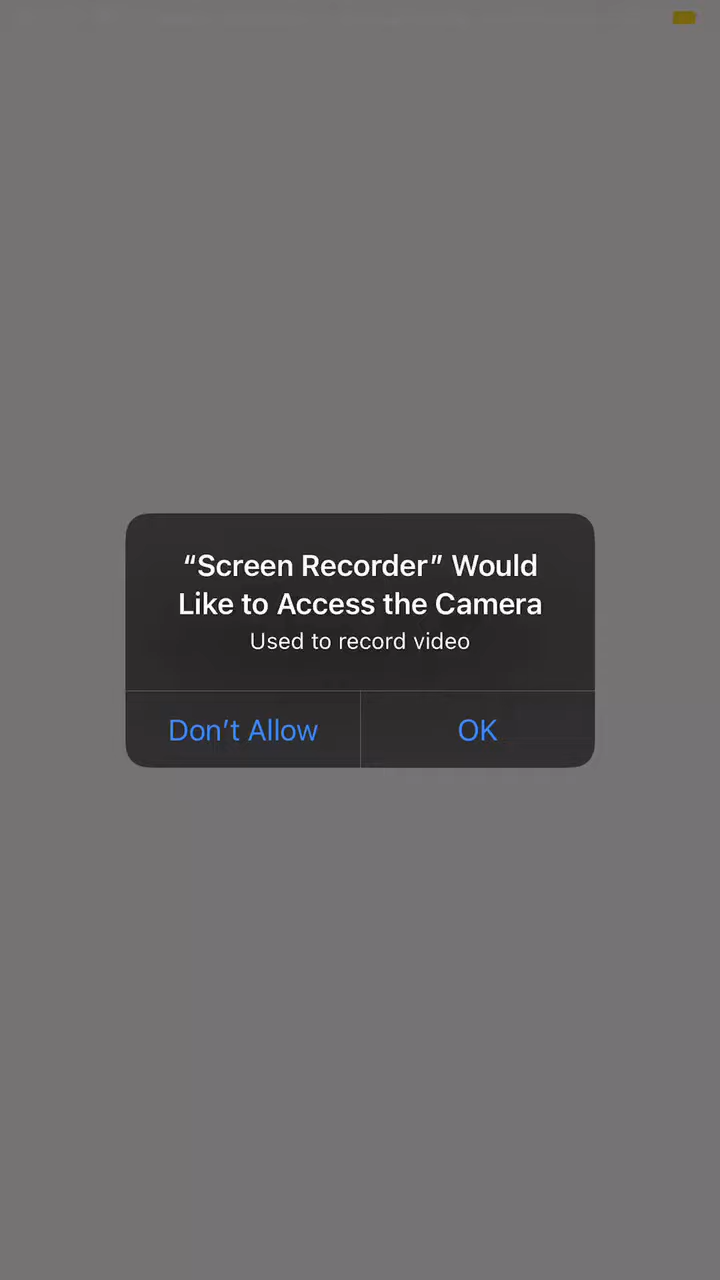 “Screen Recorder” Would
Like to Access the Camera
Used to record video
Don’t Allow
OK